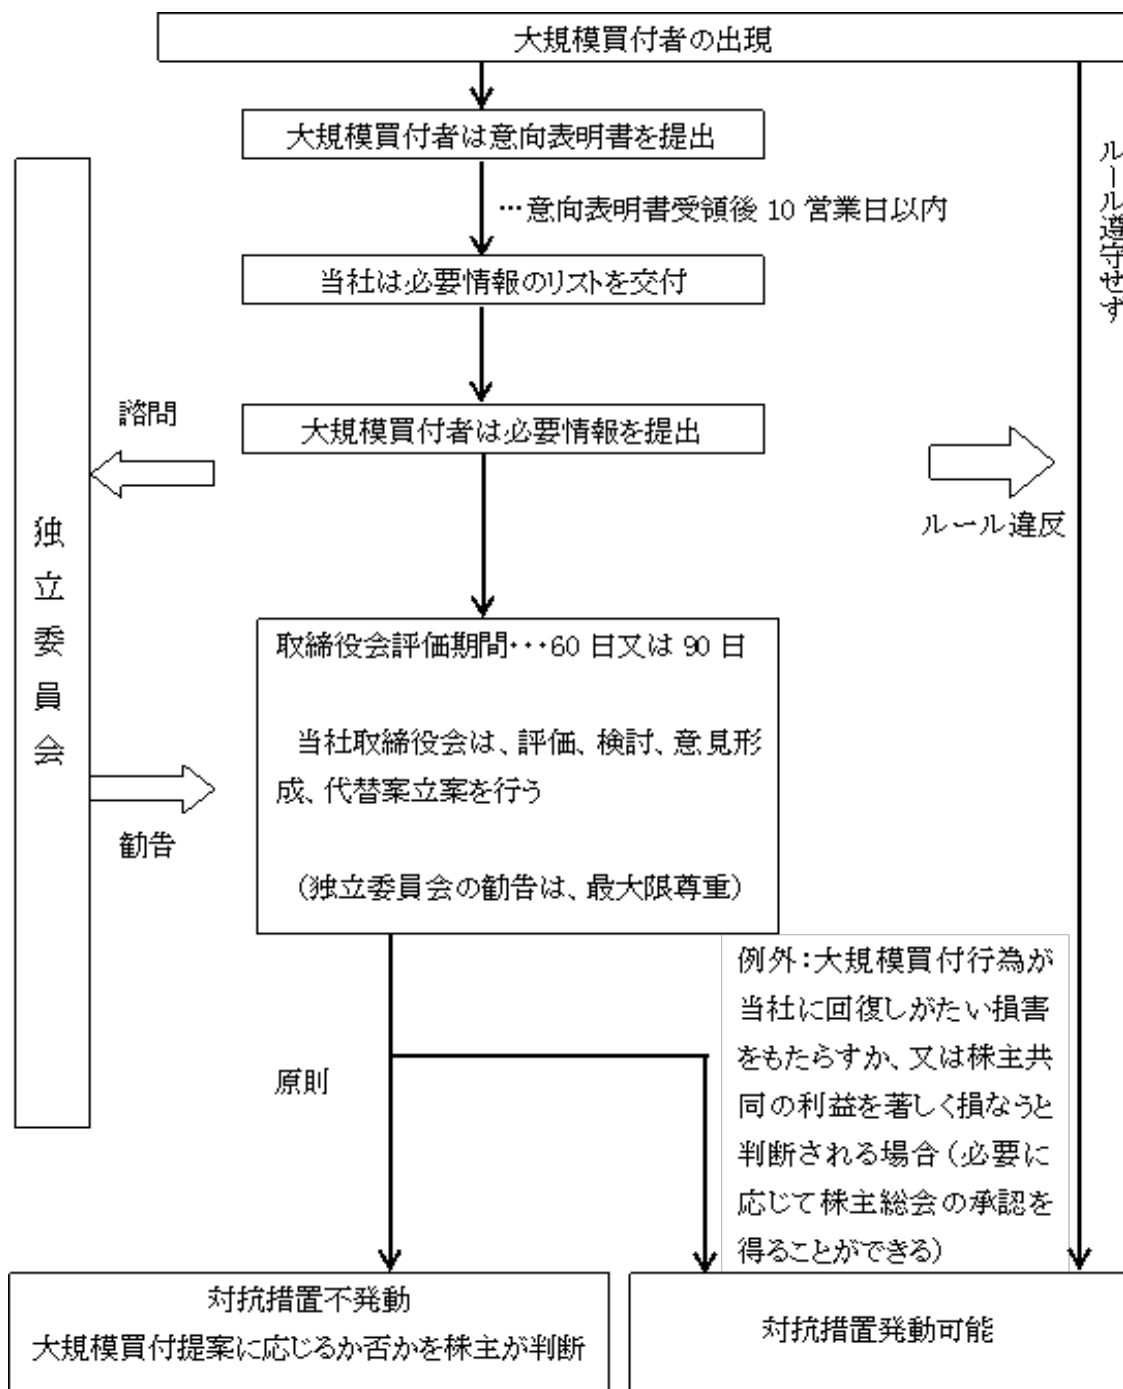 大規模買付者の出現
大規模買付者は意向表明書を提出
ルール遵守せず
…意向表明書受領後 10 営業日以内
当社は必要情報のリストを交付
諮問
大規模買付者は必要情報を提出
ルール違反
独立委員会
取締役会評価期間･･･60 日又は 90 日
当社取締役会は、評価、検討、意見形
成、代替案立案を行う
（独立委員会の勧告は、最大限尊重）
勧告
例外：大規模買付行為が
当社に回復しがたい損害
をもたらすか、又は株主共
同の利益を著しく損なうと
判断される場合（必要に
応じて株主総会の承認を
得ることができる）
原則
対抗措置不発動
大規模買付提案に応じるか否かを株主が判断
対抗措置発動可能